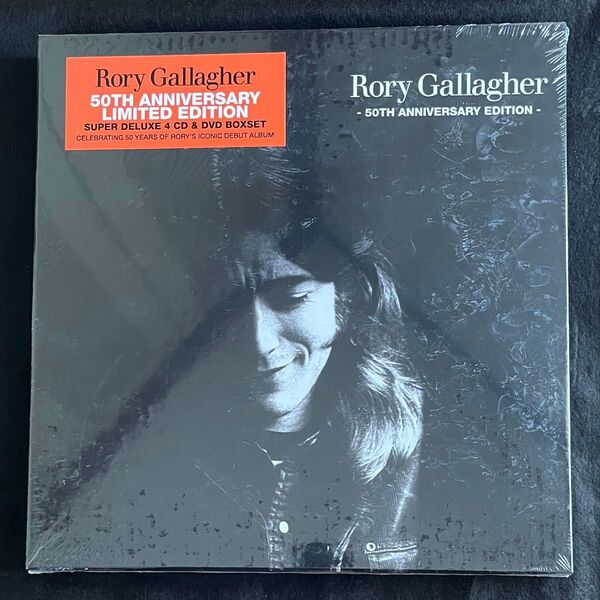 Rory Gallagher
50TH ANNIVERSARY
LIMITED EDITION
SUPER DELUXE 4 CD & DVD BOXSET
CELEBRATING 50 YEARS OF RORY'S ICONIC DEBUT ALBUM
Rory Gallagher
- 50TH ANNIVERSARY EDITION -